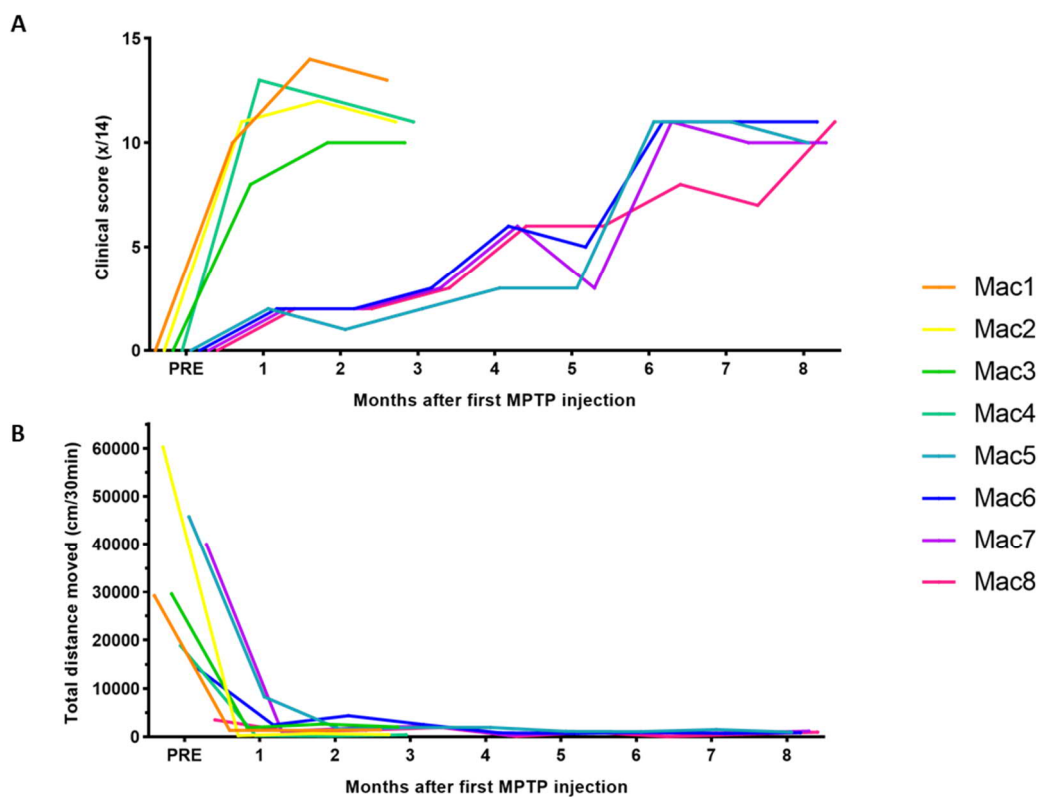 A
Clinical score (x/14)
15
10
5
0
PRE 1 2 3 4 5 6 7 8
Months after first MPTP injection
B
Total distance moved (cm/30min)
60000
50000
40000
30000
20000
10000
0
PRE 1 2 3 4 5 6 7 8
Months after first MPTP injection
Mac1
Mac2
Mac3
Mac4
Mac5
Mac6
Mac7
Mac8